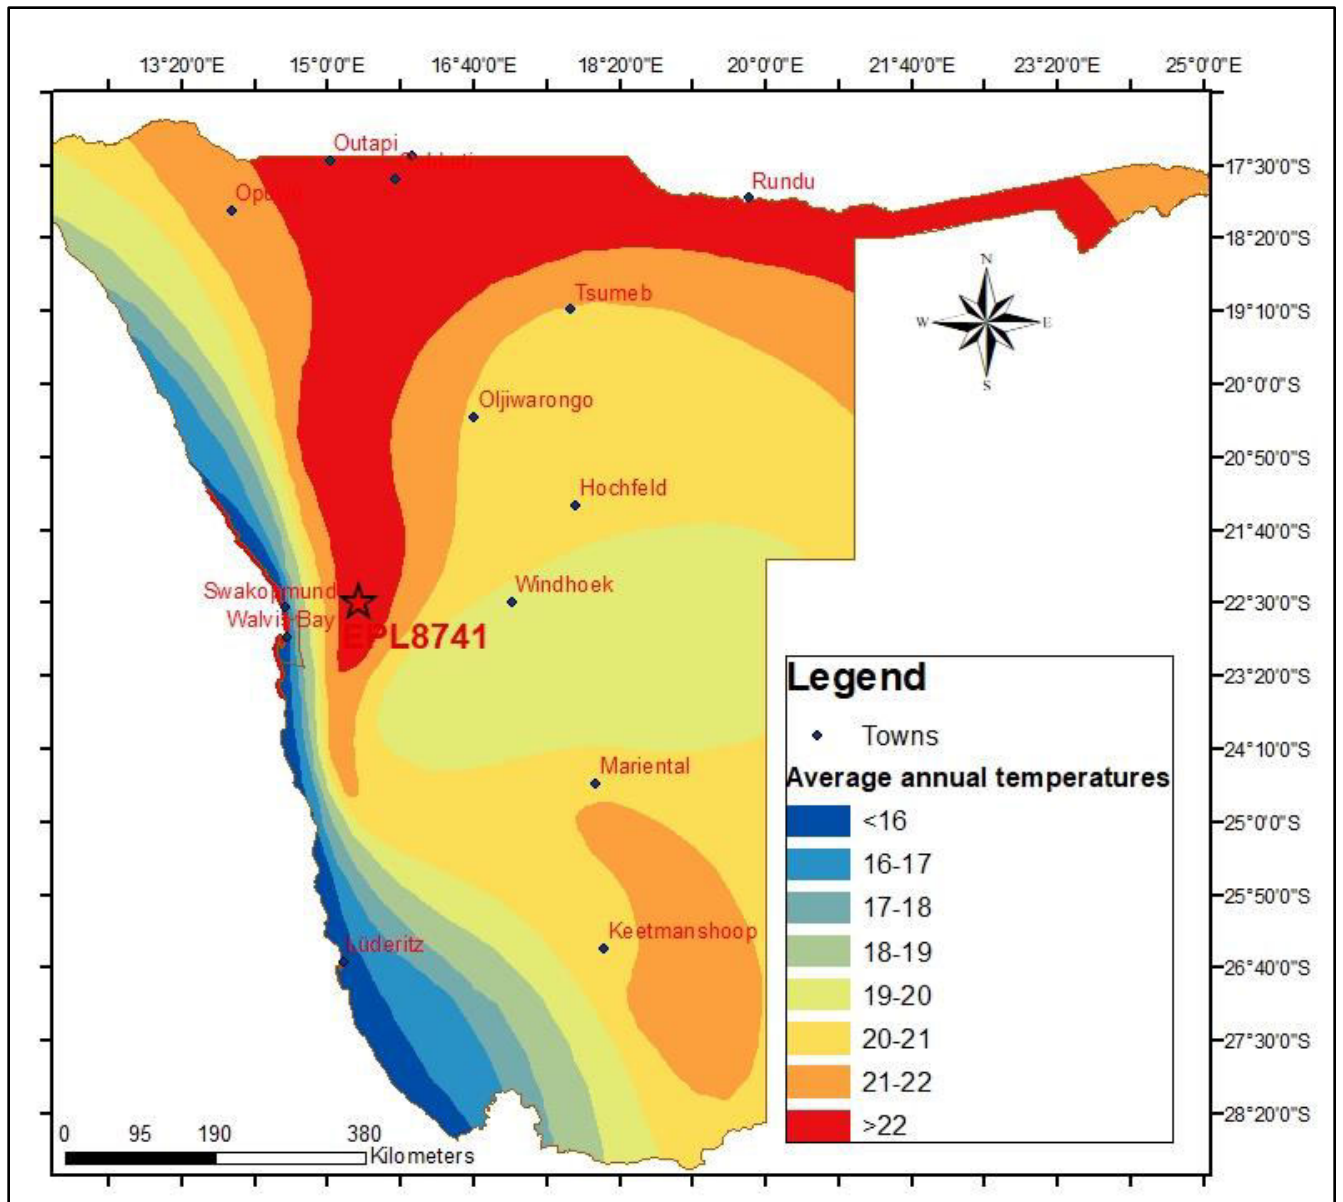 13°20'0"E 15°0'0"E 16°40'0"E 18°20'0"E 20°0'0"E 21°40'0"E 23°20'0"E 25°0'0"E
Outapi
17°30'0"S
Rundu
18°20'0"S
N
Tsumeb
19°10'0"S
W E
S
20°0'0"S
Oljiwarongo
20°50'0"S
Hochfeld
21°40'0"S
Swakopmund
Windhoek
22°30'0"S
Walvis Bay
EPL8741
23°20'0"S
Legend
Towns
24°10'0"S
Mariental
Average annual temperatures
<16
25°0'0"S
16-17
17-18
25°50'0"S
Keetmanshoop
Lüderitz
18-19
26°40'0"S
19-20
20-21
27°30'0"S
21-22
28°20'0"S
>22
0 95 190 380
Kilometers